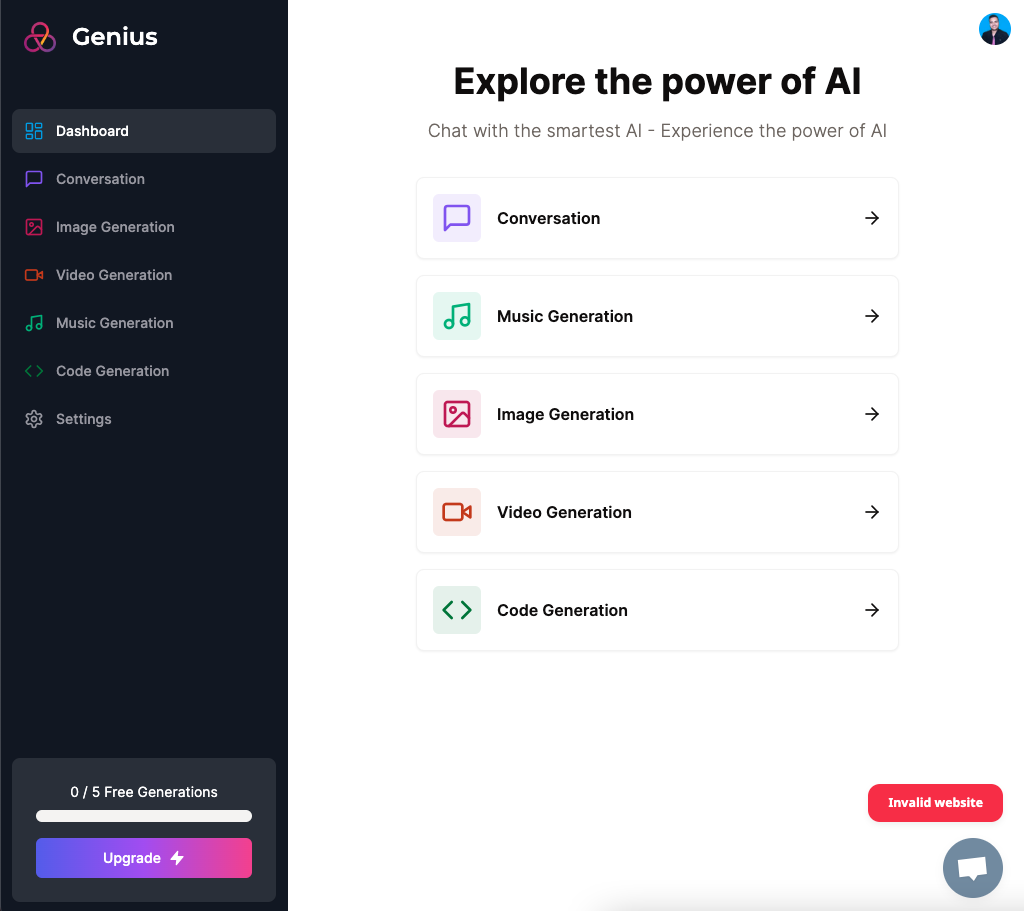 Genius
Dashboard
Conversation
Image Generation
Video Generation
Music Generation
Code Generation
Settings
0 / 5 Free Generations
Upgrade
Explore the power of AI
Chat with the smartest AI - Experience the power of AI
Conversation
Music Generation
Image Generation
Video Generation
Code Generation
Invalid website